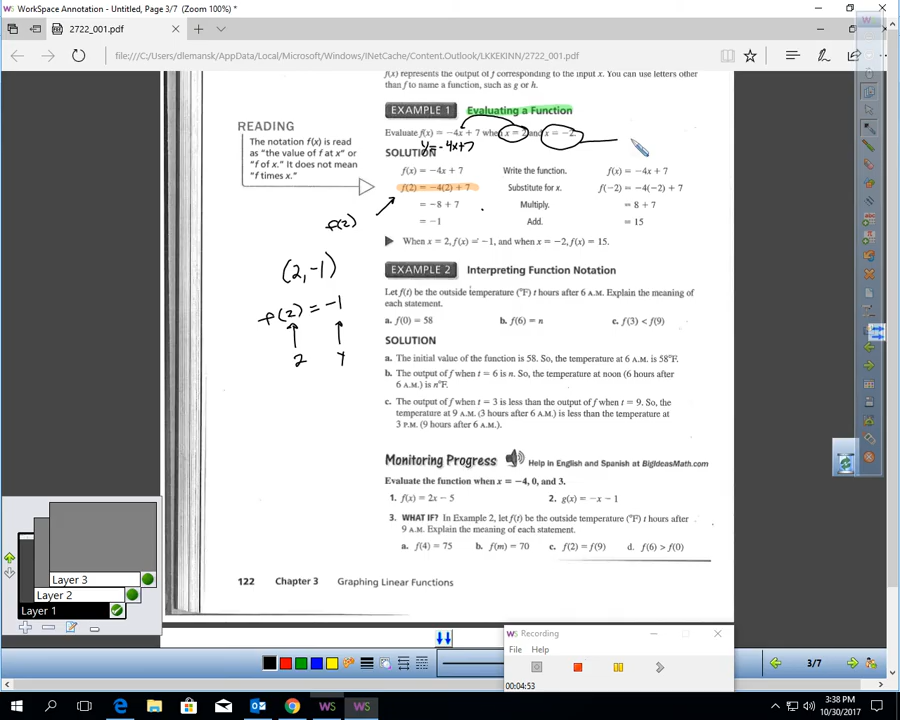 WorkSpace Annotation - Untitled, Page 3/7 (Zoom 100%) *
2722_001.pdf
file:///C:/Users/dlemansk/AppData/Local/Microsoft/Windows/INetCache/Content.Outlook/LKKEKINN/2722_001.pdf
f(x) represents the output of f corresponding to the input x. You can use letters other
than f to name a function, such as g or h.
EXAMPLE 1 Evaluating a Function
Evaluate f(x) = −4x + 7 when x = 2 and x = −2.
y = -4x+7
SOLUTION
f(x) = −4x + 7 Write the function. f(x) = −4x + 7
f(2) = −4(2) + 7 Substitute for x. f(−2) = −4(−2) + 7
= −8 + 7 Multiply. = 8 + 7
= −1 Add. = 15
When x = 2, f(x) = −1, and when x = −2, f(x) = 15.
READING
The notation f(x) is read
as “the value of f at x” or
“f of x.” It does not mean
“f times x.”
f(2)
(2, -1)
f(2) = -1
2 y
EXAMPLE 2 Interpreting Function Notation
Let f(t) be the outside temperature (°F) t hours after 6 A.M. Explain the meaning of
each statement.
a. f(0) = 58 b. f(6) = n c. f(3) < f(9)
SOLUTION
a. The initial value of the function is 58. So, the temperature at 6 A.M. is 58°F.
b. The output of f when t = 6 is n. So, the temperature at noon (6 hours after
6 A.M.) is n°F.
c. The output of f when t = 3 is less than the output of f when t = 9. So, the
temperature at 9 A.M. (3 hours after 6 A.M.) is less than the temperature at
3 P.M. (9 hours after 6 A.M.).
Monitoring Progress Help in English and Spanish at BigIdeasMath.com
Evaluate the function when x = −4, 0, and 3.
1. f(x) = 2x − 5 2. g(x) = −x − 1
3. WHAT IF? In Example 2, let f(t) be the outside temperature (°F) t hours after
9 A.M. Explain the meaning of each statement.
a. f(4) = 75 b. f(m) = 70 c. f(2) = f(9) d. f(6) > f(0)
122 Chapter 3 Graphing Linear Functions
Layer 3
Layer 2
Layer 1
Recording
File Help
00:04:53
3/7
3:38 PM
10/30/2017